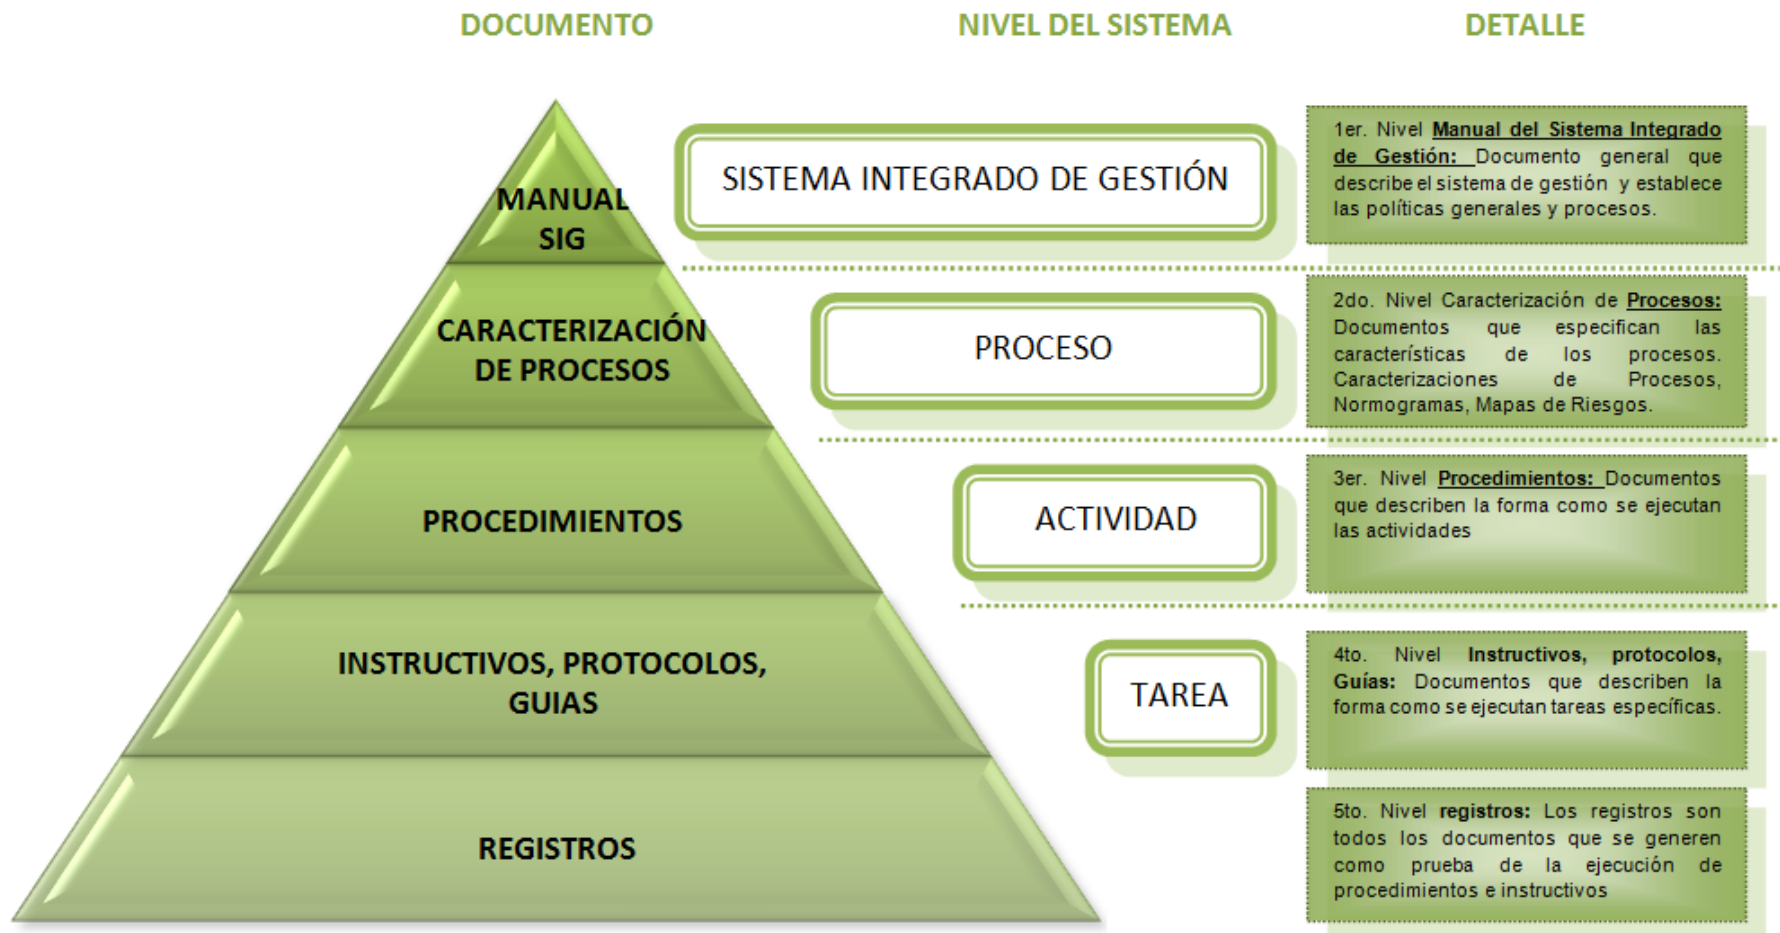 DOCUMENTO
NIVEL DEL SISTEMA
DETALLE
MANUAL
SIG
SISTEMA INTEGRADO DE GESTIÓN
1er. Nivel Manual del Sistema Integrado
de Gestión: Documento general que
describe el sistema de gestión y establece
las políticas generales y procesos.
CARACTERIZACIÓN
DE PROCESOS
PROCESO
2do. Nivel Caracterización de Procesos:
Documentos que especifican las
características de los procesos.
Caracterizaciones de Procesos,
Normogramas, Mapas de Riesgos.
PROCEDIMIENTOS
ACTIVIDAD
3er. Nivel Procedimientos: Documentos
que describen la forma como se ejecutan
las actividades
INSTRUCTIVOS, PROTOCOLOS,
GUIAS
TAREA
4to. Nivel Instructivos, protocolos,
Guías: Documentos que describen la
forma como se ejecutan tareas específicas.
REGISTROS
5to. Nivel registros: Los registros son
todos los documentos que se generen
como prueba de la ejecución de
procedimientos e instructivos